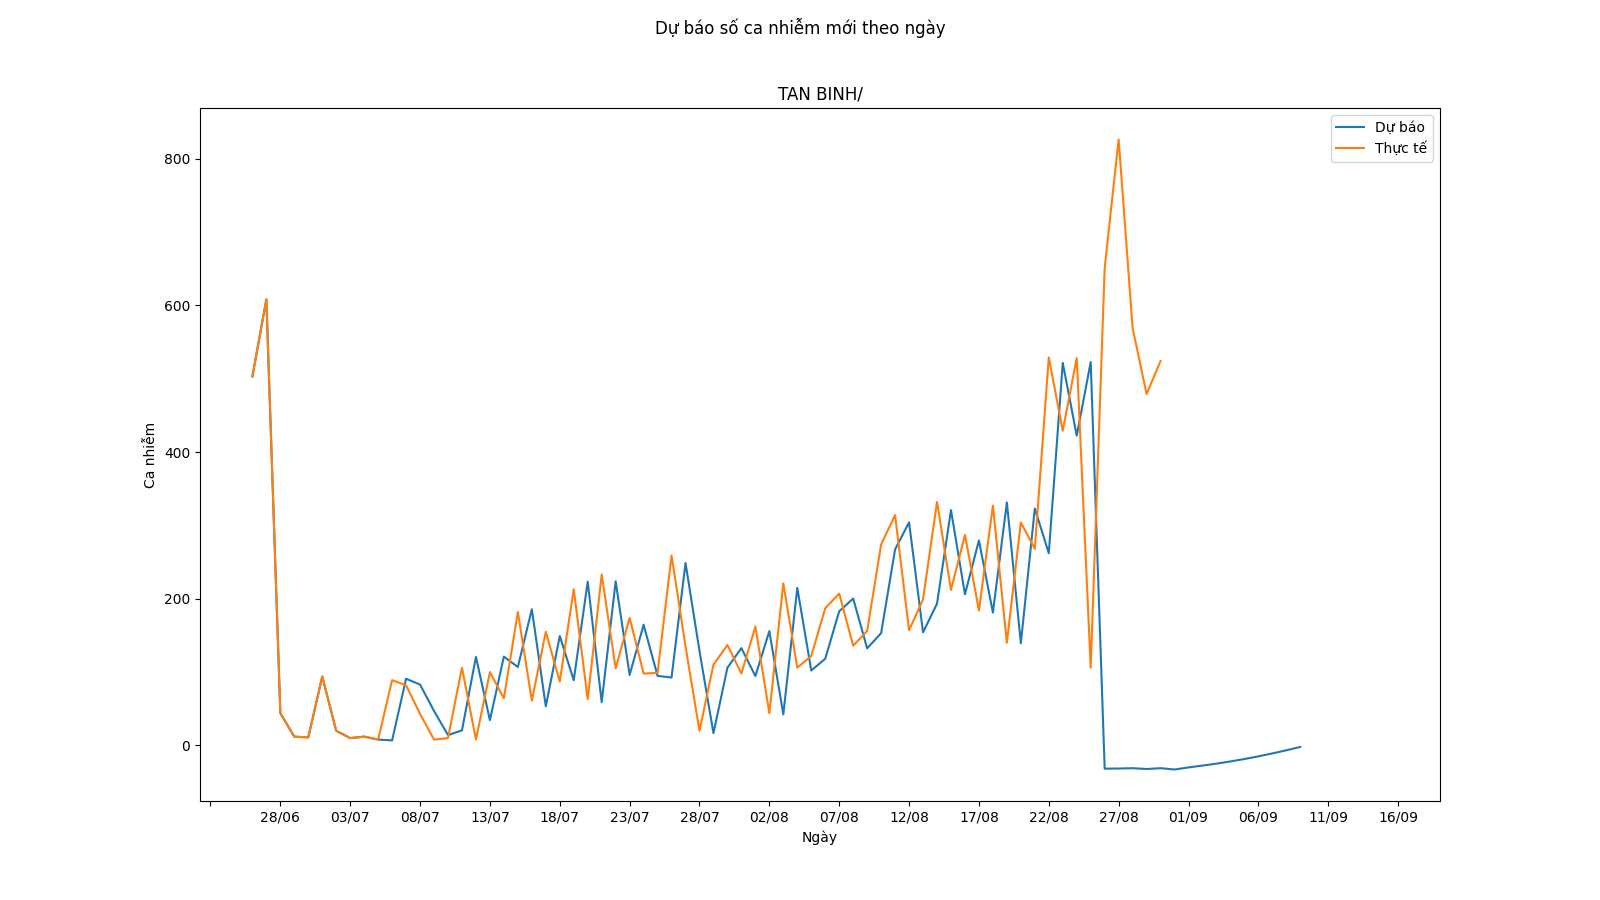 Dự báo số ca nhiễm mới theo ngày
TAN BINH/
Dự báo
Thực tế
800
600
400
200
0
Ca nhiễm
28/06 03/07 08/07 13/07 18/07 23/07 28/07 02/08 07/08 12/08 17/08 22/08 27/08 01/09 06/09 11/09 16/09
Ngày